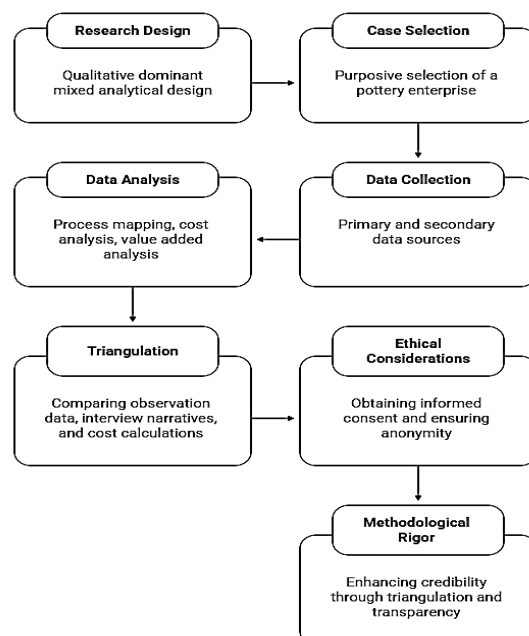 Research Design
Qualitative dominant
mixed analytical design
Case Selection
Purposive selection of a
pottery enterprise
Data Collection
Primary and secondary
data sources
Data Analysis
Process mapping, cost
analysis, value added
analysis
Triangulation
Comparing observation
data, interview narratives,
and cost calculations
Ethical
Considerations
Obtaining informed
consent and ensuring
anonymity
Methodological
Rigor
Enhancing credibility
through triangulation and
transparency